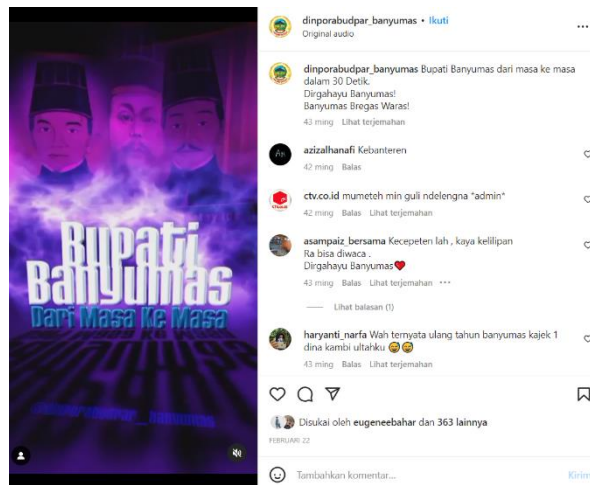 Bupati
Banyumas
Dari Masa Ke Masa
dinporabudpar_banyumas • Ikuti
Original audio
dinporabudpar_banyumas Bupati Banyumas dari masa ke masa
dalam 30 Detik.
Dirgahayu Banyumas!
Banyumas Bregas Waras!
43 ming Lihat terjemahan
azizalhanafi Kebanteren
42 ming Balas
ctv.co.id mumeteh min guli ndelengna "admin"
42 ming Balas Lihat terjemahan
asampaiz_bersama Kecepeten lah , kaya kelilipan
Ra bisa diwaca .
Dirgahayu Banyumas❤️
43 ming Balas Lihat terjemahan •••
Lihat balasan (1)
haryanti_narfa Wah ternyata ulang tahun banyumas kajek 1
dina kambi ultahku 😅😅
43 ming Balas Lihat terjemahan
Disukai oleh eugeneebahar dan 363 lainnya
FEBRUARI 22
Tambahkan komentar...
Kirim